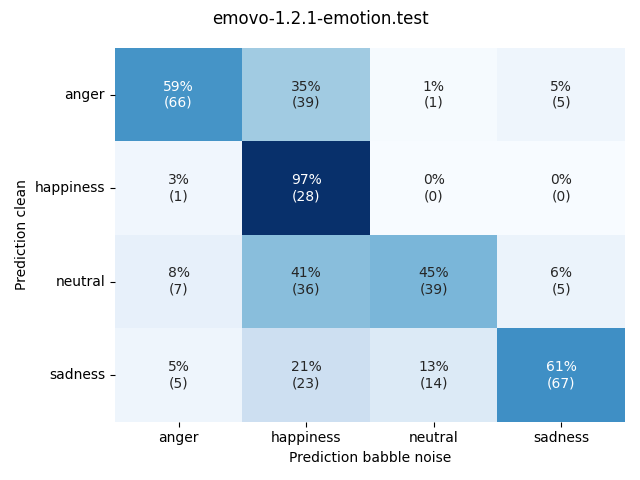 emovo-1.2.1-emotion.test
Prediction clean
anger
59%
(66)
35%
(39)
1%
(1)
5%
(5)
happiness
3%
(1)
97%
(28)
0%
(0)
0%
(0)
neutral
8%
(7)
41%
(36)
45%
(39)
6%
(5)
sadness
5%
(5)
21%
(23)
13%
(14)
61%
(67)
anger
happiness
neutral
sadness
Prediction babble noise